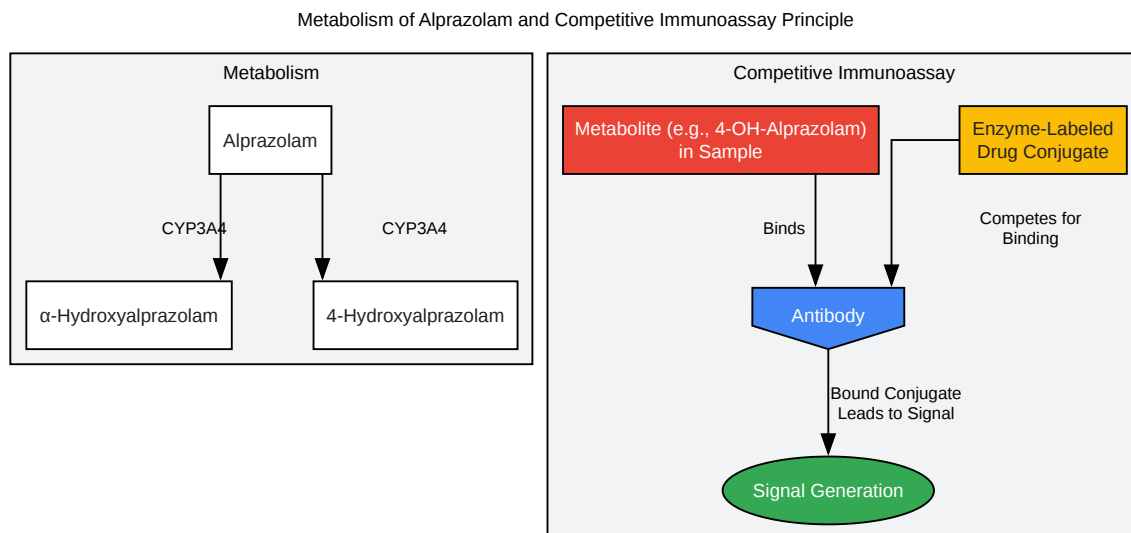 Metabolism of Alprazolam and Competitive Immunoassay Principle
Metabolism
Alprazolam
CYP3A4
CYP3A4
α-Hydroxyalprazolam
4-Hydroxyalprazolam
Competitive Immunoassay
Metabolite (e.g., 4-OH-Alprazolam)
in Sample
Enzyme-Labeled
Drug Conjugate
Binds
Competes for
Binding
Antibody
Bound Conjugate
Leads to Signal
Signal Generation